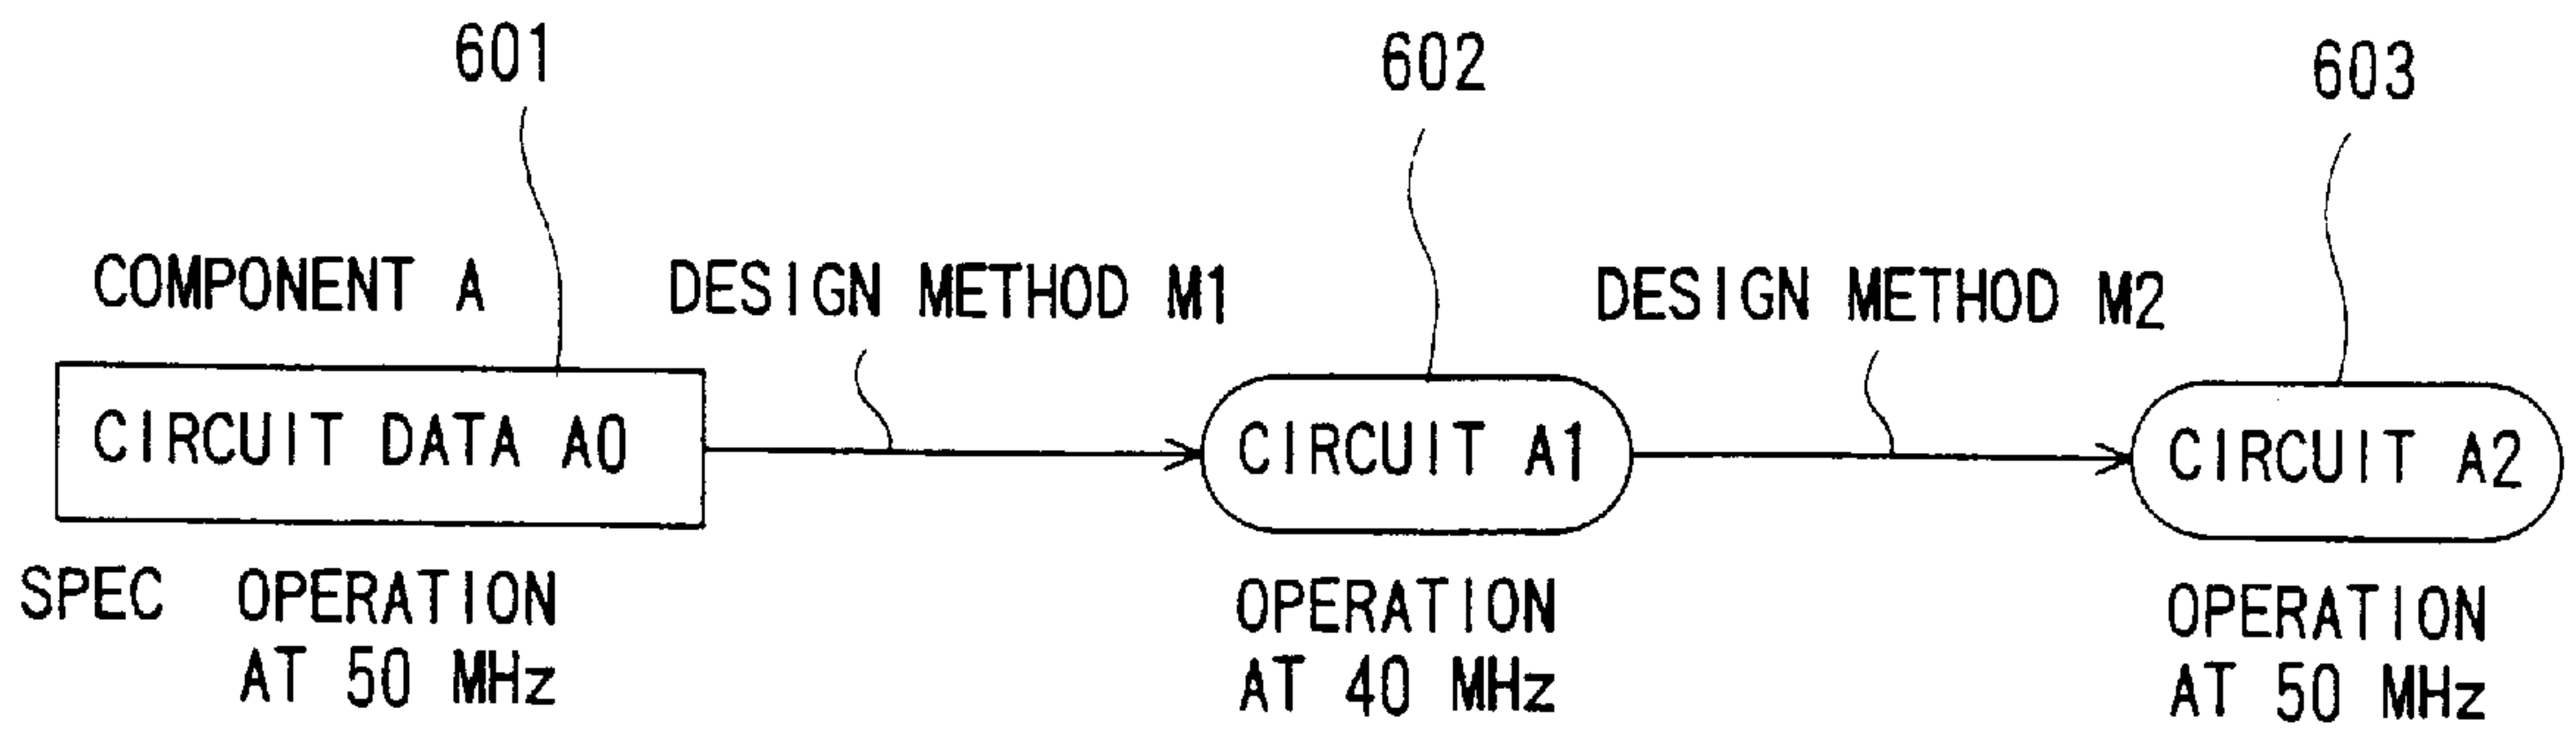 601
602
603
COMPONENT A
DESIGN METHOD M1
DESIGN METHOD M2
CIRCUIT DATA A0
CIRCUIT A1
CIRCUIT A2
SPEC OPERATION
AT 50 MHz
OPERATION
AT 40 MHz
OPERATION
AT 50 MHz